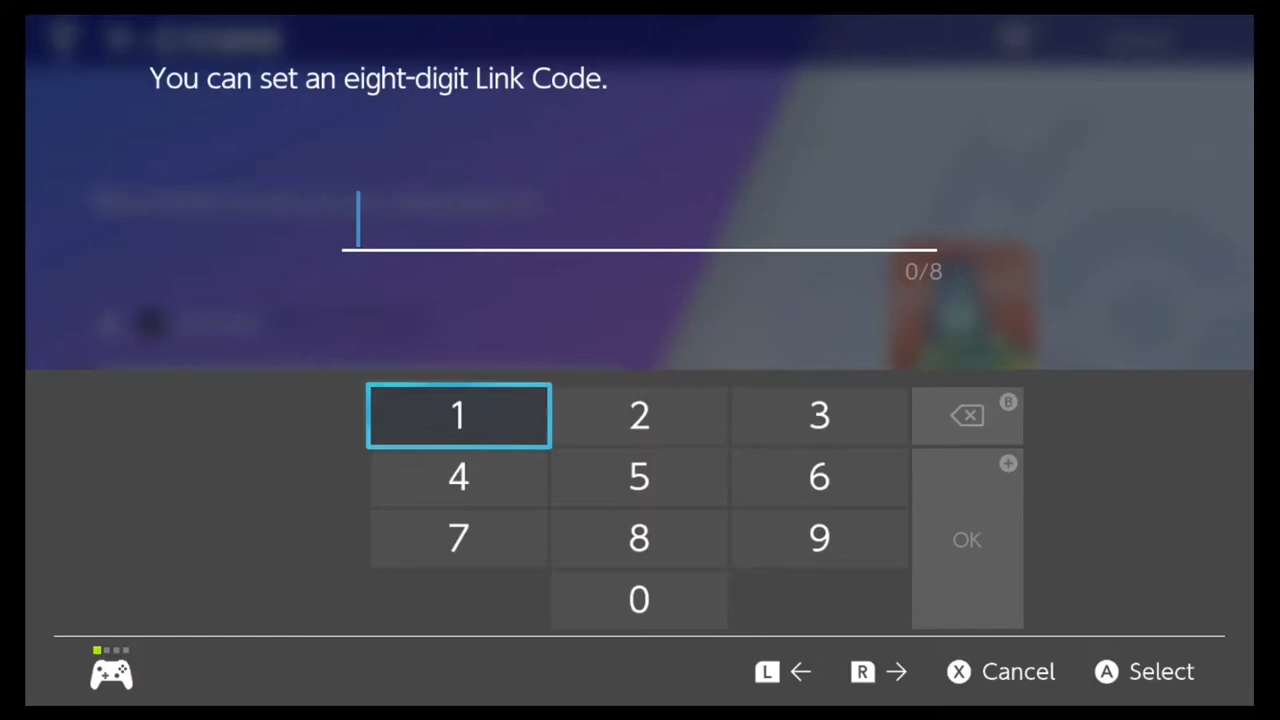 You can set an eight-digit Link Code.
0/8
1 2 3 B
4 5 6 +
7 8 9 OK
0
L ← R → X Cancel A Select